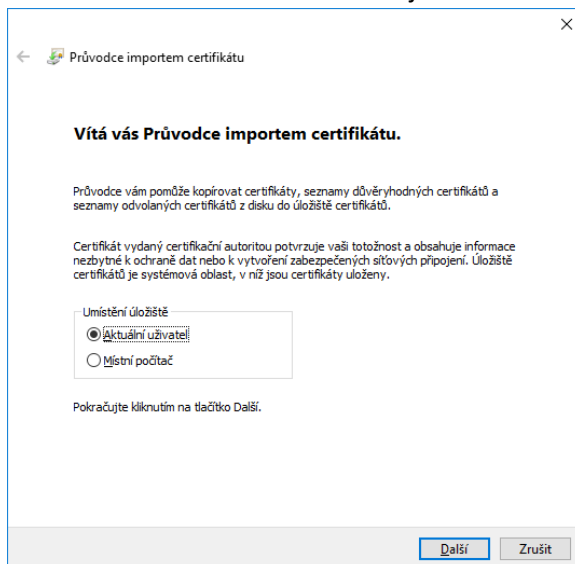 Průvodce importem certifikátu
Vítá vás Průvodce importem certifikátu.
Průvodce vám pomůže kopírovat certifikáty, seznamy důvěryhodných certifikátů a
seznamy odvolaných certifikátů z disku do úložiště certifikátů.
Certifikát vydaný certifikační autoritou potvrzuje vaši totožnost a obsahuje informace
nezbytné k ochraně dat nebo k vytvoření zabezpečených síťových připojení. Úložiště
certifikátů je systémová oblast, v níž jsou certifikáty uloženy.
Umístění úložiště
Aktuální uživatel
Místní počítač
Pokračujte kliknutím na tlačítko Další.
Další
Zrušit